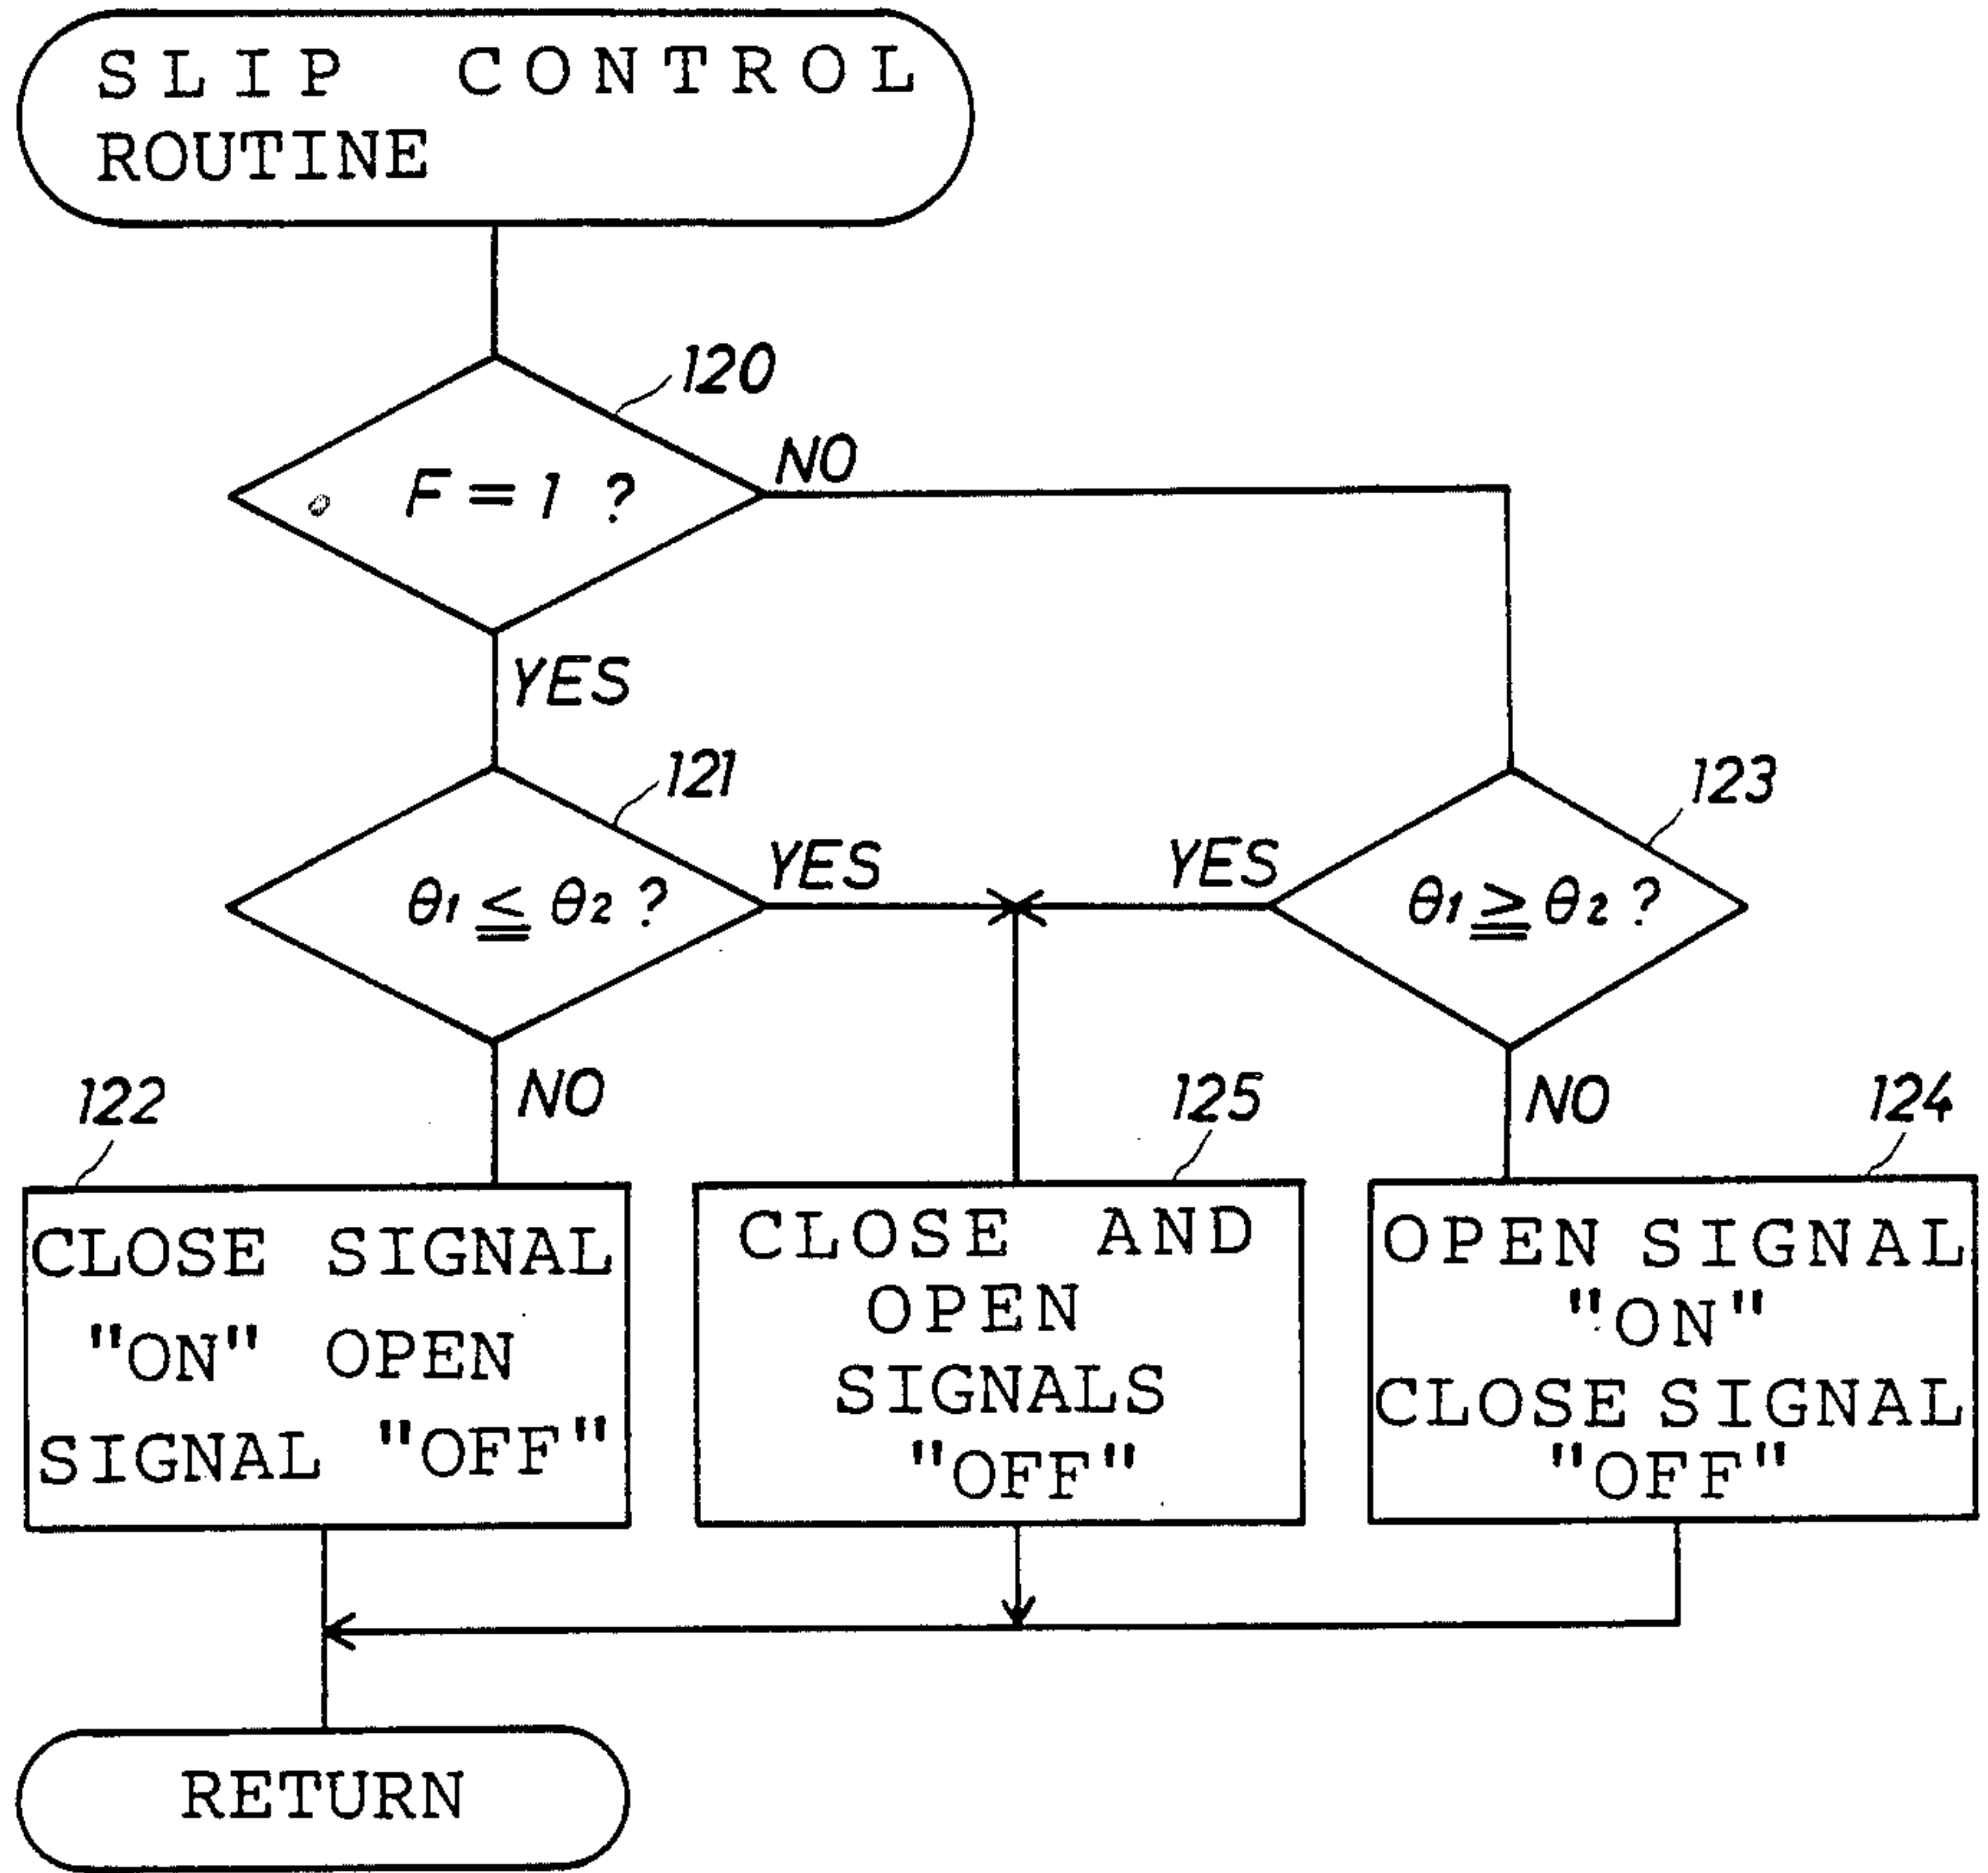 SLIP CONTROL
ROUTINE
120
F = 1 ?
NO
YES
121
θ1 ≦ θ2 ?
YES
YES
123
θ1 ≧ θ2 ?
NO
NO
122
CLOSE SIGNAL
"ON" OPEN
SIGNAL "OFF"
125
CLOSE AND
OPEN
SIGNALS
"OFF"
124
OPEN SIGNAL
"ON"
CLOSE SIGNAL
"OFF"
RETURN